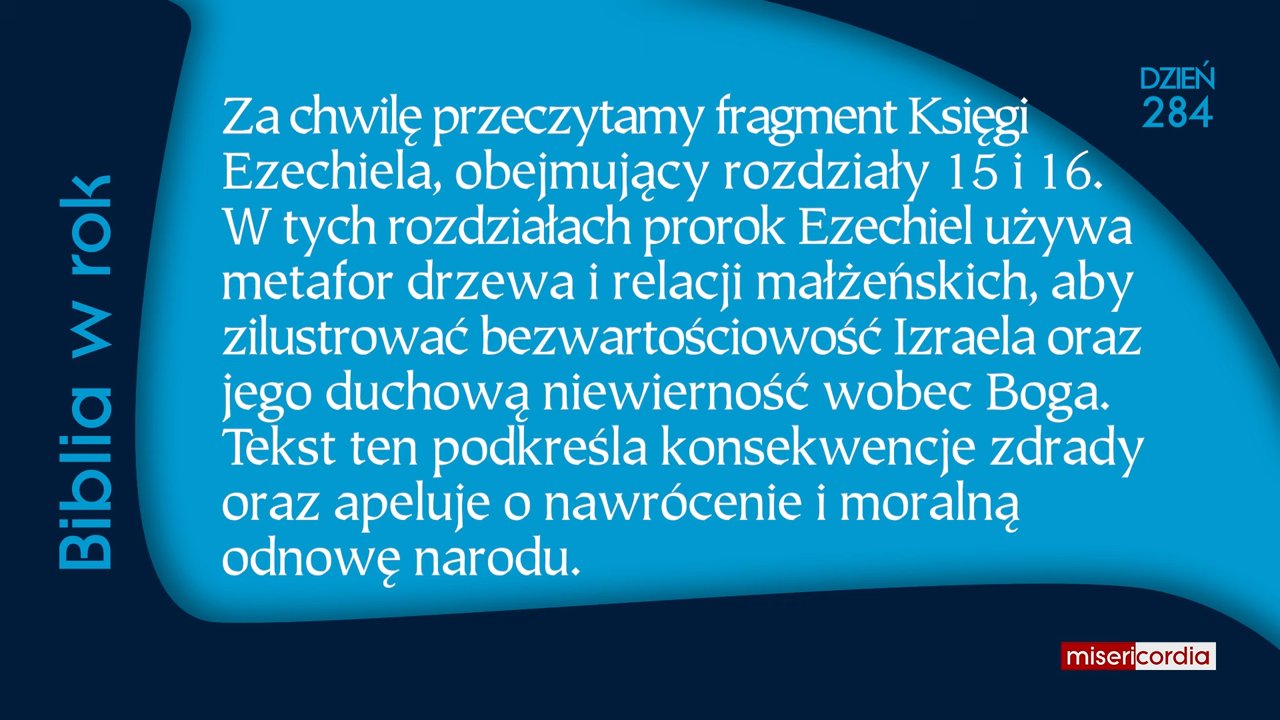 DZIEŃ
284
Za chwilę przeczytamy fragment Księgi
Ezechiela, obejmujący rozdziały 15 i 16.
W tych rozdziałach prorok Ezechiel używa
metafor drzewa i relacji małżeńskich, aby
zilustrować bezwartościowość Izraela oraz
jego duchową niewierność wobec Boga.
Tekst ten podkreśla konsekwencje zdrady
oraz apeluje o nawrócenie i moralną
odnowę narodu.
Biblia w rok
misericordia